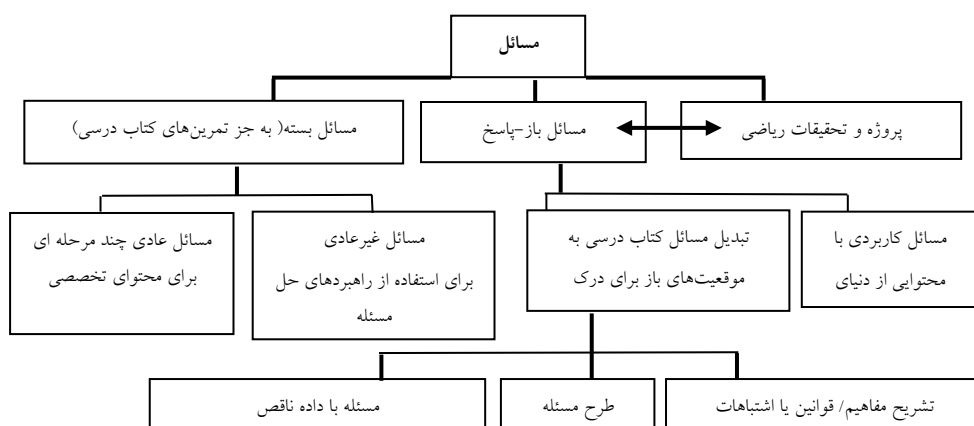 مسائل
پروژه و تحقیقات ریاضی
مسائل باز-پاسخ
مسائل بسته( به جز تمرین‌های کتاب درسی)
مسائل کاربردی با
محتوایی از دنیای
تبدیل مسائل کتاب درسی به
موقعیت‌های باز برای درک
مسائل غیرعادی
برای استفاده از راهبردهای حل
مسئله
مسائل عادی چند مرحله ای
برای محتوای تخصصی
تشریح مفاهیم/ قوانین یا اشتباهات
طرح مسئله
مسئله با داده ناقص